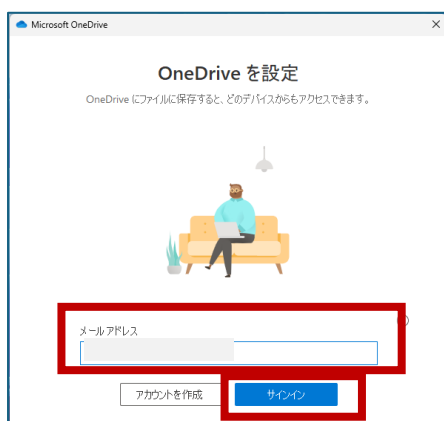 Microsoft OneDrive
OneDrive を設定
OneDrive にファイルに保存すると、どのデバイスからもアクセスできます。
メール アドレス
アカウントを作成
サインイン